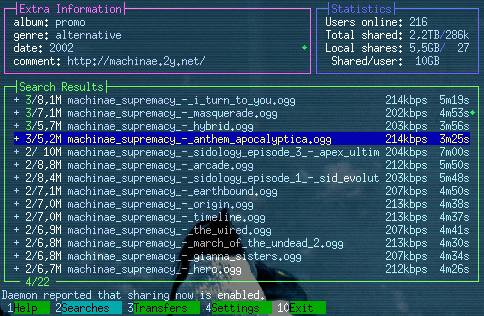 Extra Information
album: promo
genre: alternative
date: 2002
comment: http://machinae.2y.net/
Statistics
Users online: 216
Total shared: 2,2TB/286k
Local shares: 5,5GB/ 27
Shared/user: 10GB
Search Results
+ 3/8,1M machinae_supremacy_-_i_turn_to_you.ogg 214kbps 5m19s
+ 3/7,1M machinae_supremacy_-_masquerade.ogg 202kbps 4m53s
+ 3/5,7M machinae_supremacy_-_hybrid.ogg 203kbps 3m56s
+ 3/5,2M machinae_supremacy_-_anthem_apocalyptica.ogg 214kbps 3m25s
+ 2/ 10M machinae_supremacy_-_sidology_episode_3_-_apex_ultim 204kbps 7m00s
+ 2/8,8M machinae_supremacy_-_arcade.ogg 212kbps 5m50s
+ 2/8,4M machinae_supremacy_-_sidology_episode_1_-_sid_evolut 203kbps 5m48s
+ 2/7,1M machinae_supremacy_-_earthbound.ogg 207kbps 4m50s
+ 2/7,0M machinae_supremacy_-_origin.ogg 213kbps 4m38s
+ 2/7,0M machinae_supremacy_-_timeline.ogg 213kbps 4m37s
+ 2/6,9M machinae_supremacy_-_the_wired.ogg 207kbps 4m41s
+ 2/6,8M machinae_supremacy_-_march_of_the_undead_2.ogg 213kbps 4m30s
+ 2/6,8M machinae_supremacy_-_gianna_sisters.ogg 207kbps 4m34s
+ 2/6,7M machinae_supremacy_-_hero.ogg 212kbps 4m26s
4/22
Daemon reported that sharing now is enabled.
1Help 2Searches 3Transfers 4Settings 10Exit